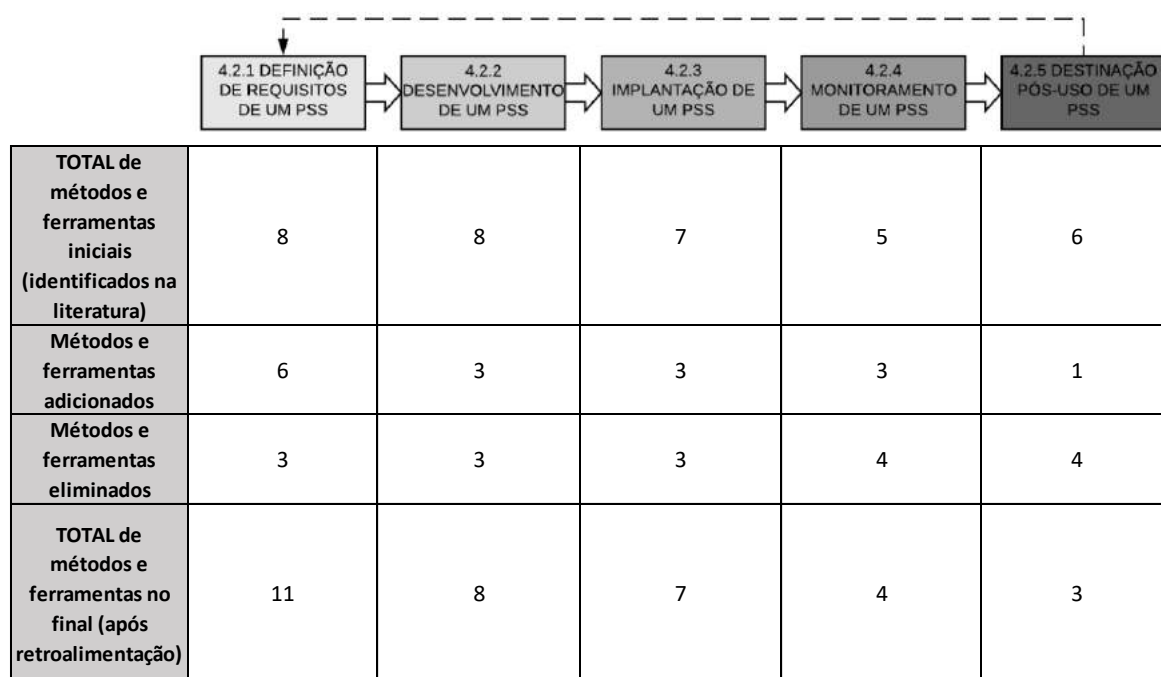 4.2.1 DEFINIÇÃO
DE REQUISITOS
DE UM PSS
4.2.2
DESENVOLVIMENTO
DE UM PSS
4.2.3
IMPLANTAÇÃO DE
UM PSS
4.2.4
MONITORAMENTO
DE UM PSS
4.2.5 DESTINAÇÃO
PÓS-USO DE UM
PSS
TOTAL de
métodos e
ferramentas
iniciais
(identificados na
literatura)
8
8
7
5
6
Métodos e
ferramentas
adicionados
6
3
3
3
1
Métodos e
ferramentas
eliminados
3
3
3
4
4
TOTAL de
métodos e
ferramentas no
final (após
retroalimentação)
11
8
7
4
3